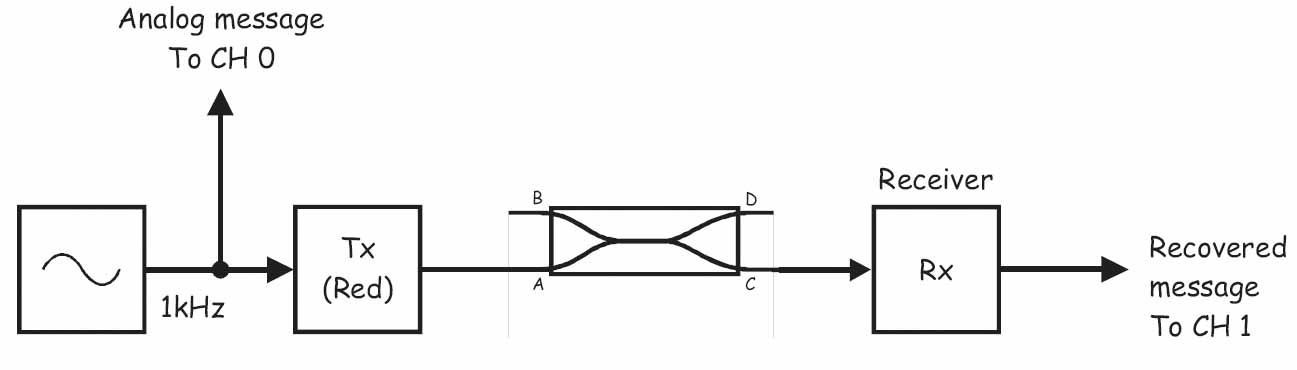 Analog message
To CH 0
1kHz
Tx
(Red)
B
A
D
C
Receiver
Rx
Recovered
message
To CH 1